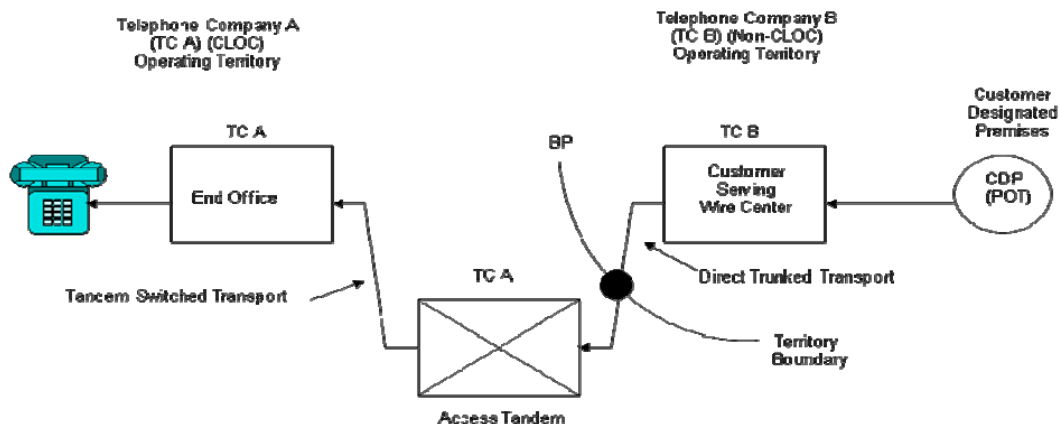 Telephone Company A
(TC A) (CLOC)
Operating Territory
Telephone Company B
(TC B) (Non-CLOC)
Operating Territory
Customer
Designated
Premises
TC A
BP
TC B
End Office
Customer
Serving
Wire Center
CDP
(POT)
Tancem Switched Transport
TC A
Direct Trunked Transport
Territory
Boundary
Access Tandem